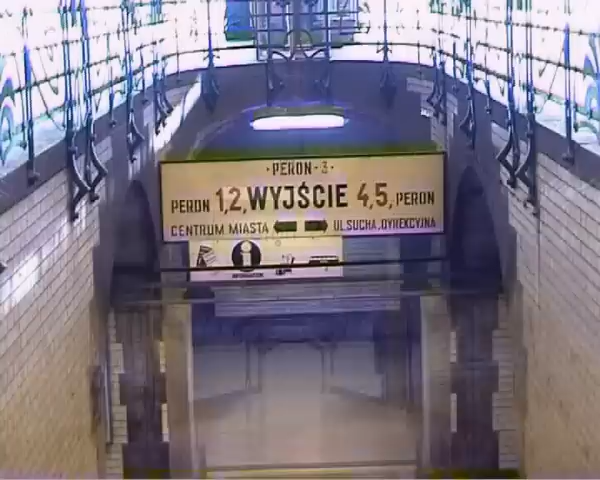 ·PERON·3·
PERON 1,2, WYJŚCIE 4,5, PERON
CENTRUM MIASTA UL.SUCHA, DYREKCYJNA